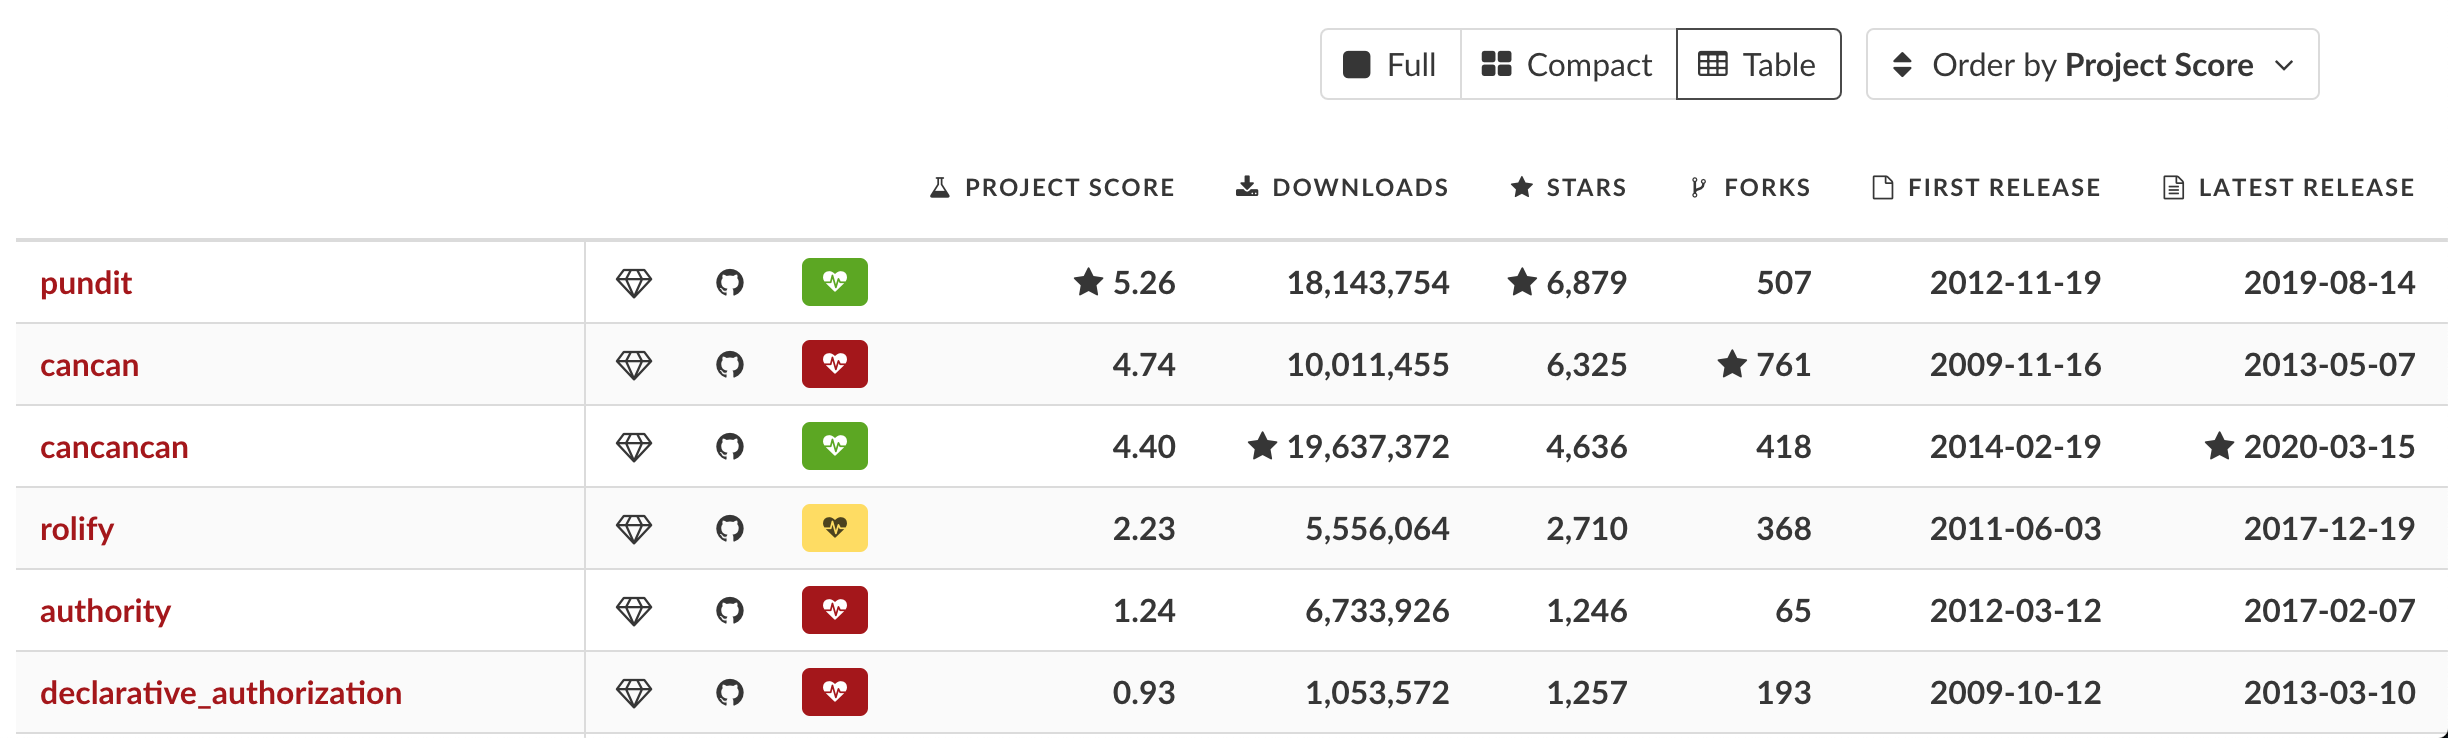 Full Compact Table Order by Project Score
PROJECT SCORE DOWNLOADS STARS FORKS FIRST RELEASE LATEST RELEASE
pundit 5.26 18,143,754 6,879 507 2012-11-19 2019-08-14
cancan 4.74 10,011,455 6,325 761 2009-11-16 2013-05-07
cancancan 4.40 19,637,372 4,636 418 2014-02-19 2020-03-15
rolify 2.23 5,556,064 2,710 368 2011-06-03 2017-12-19
authority 1.24 6,733,926 1,246 65 2012-03-12 2017-02-07
declarative_authorization 0.93 1,053,572 1,257 193 2009-10-12 2013-03-10